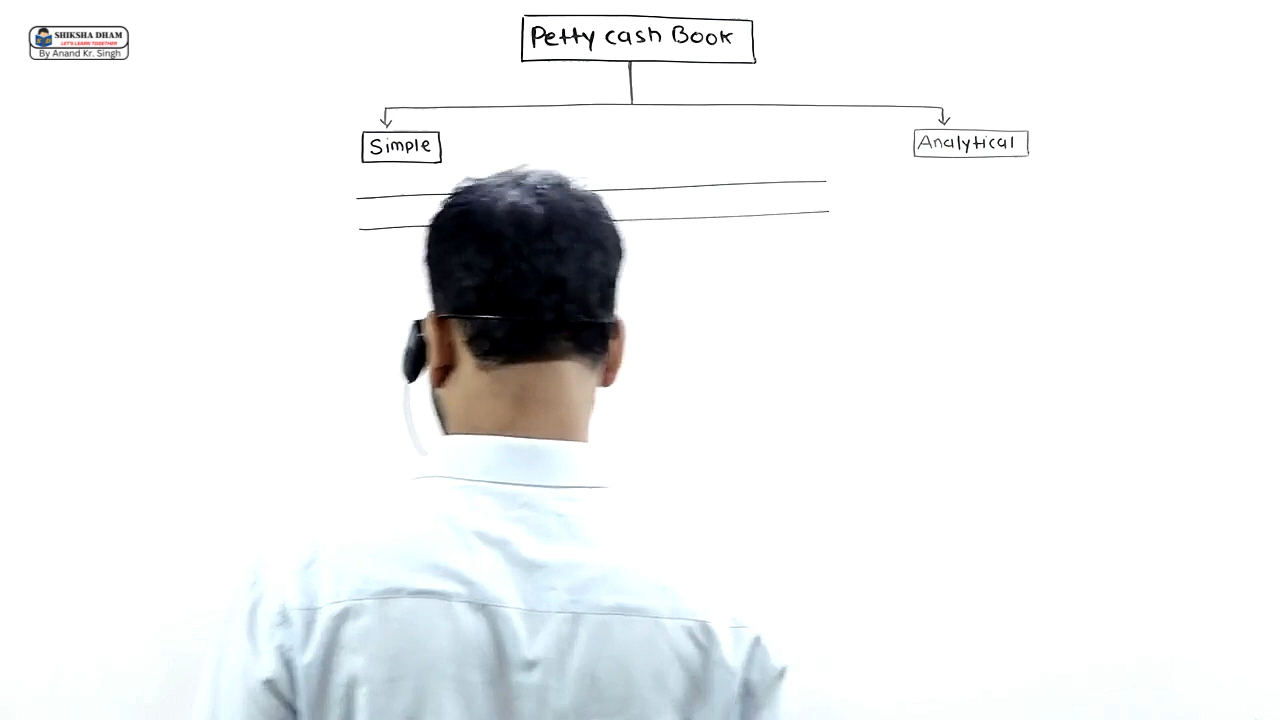 SHIKSHA DHAM
LET'S LEARN TOGETHER
By Anand Kr. Singh
Petty cash Book
Simple
Analytical